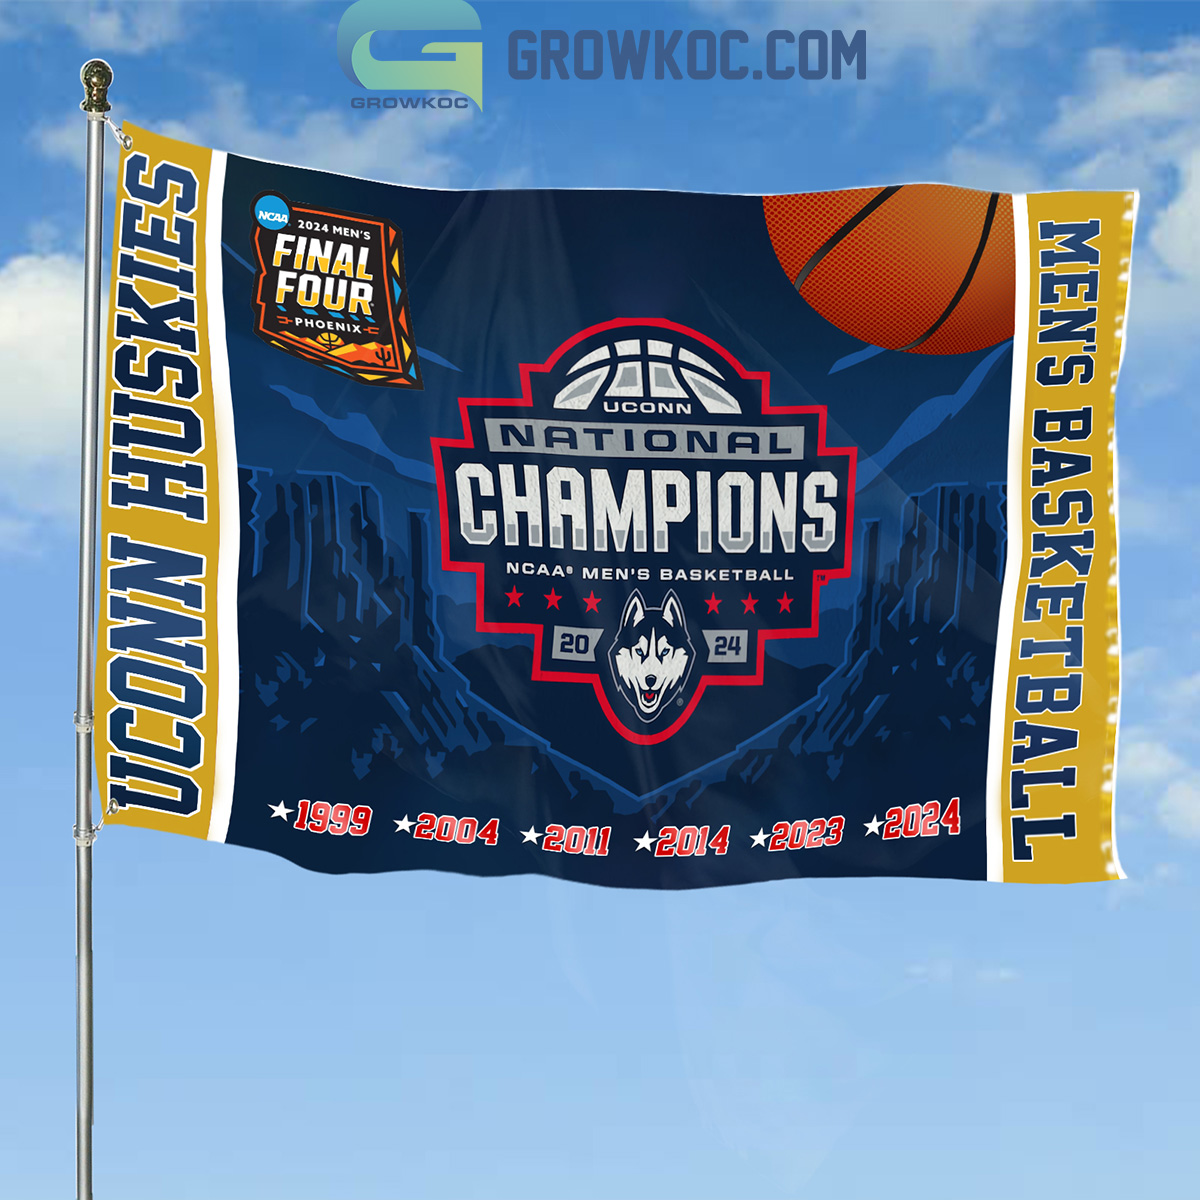 GROWKOC
GROWKOC.COM
UCONN HUSKIES
NCAA
2024 MEN'S
FINAL
FOUR
PHOENIX
UCONN
NATIONAL
CHAMPIONS
NCAA® MEN'S BASKETBALL ™
20 24
®
★1999 ★2004 ★2011 ★2014 ★2023 ★2024
MEN'S BASKETBALL